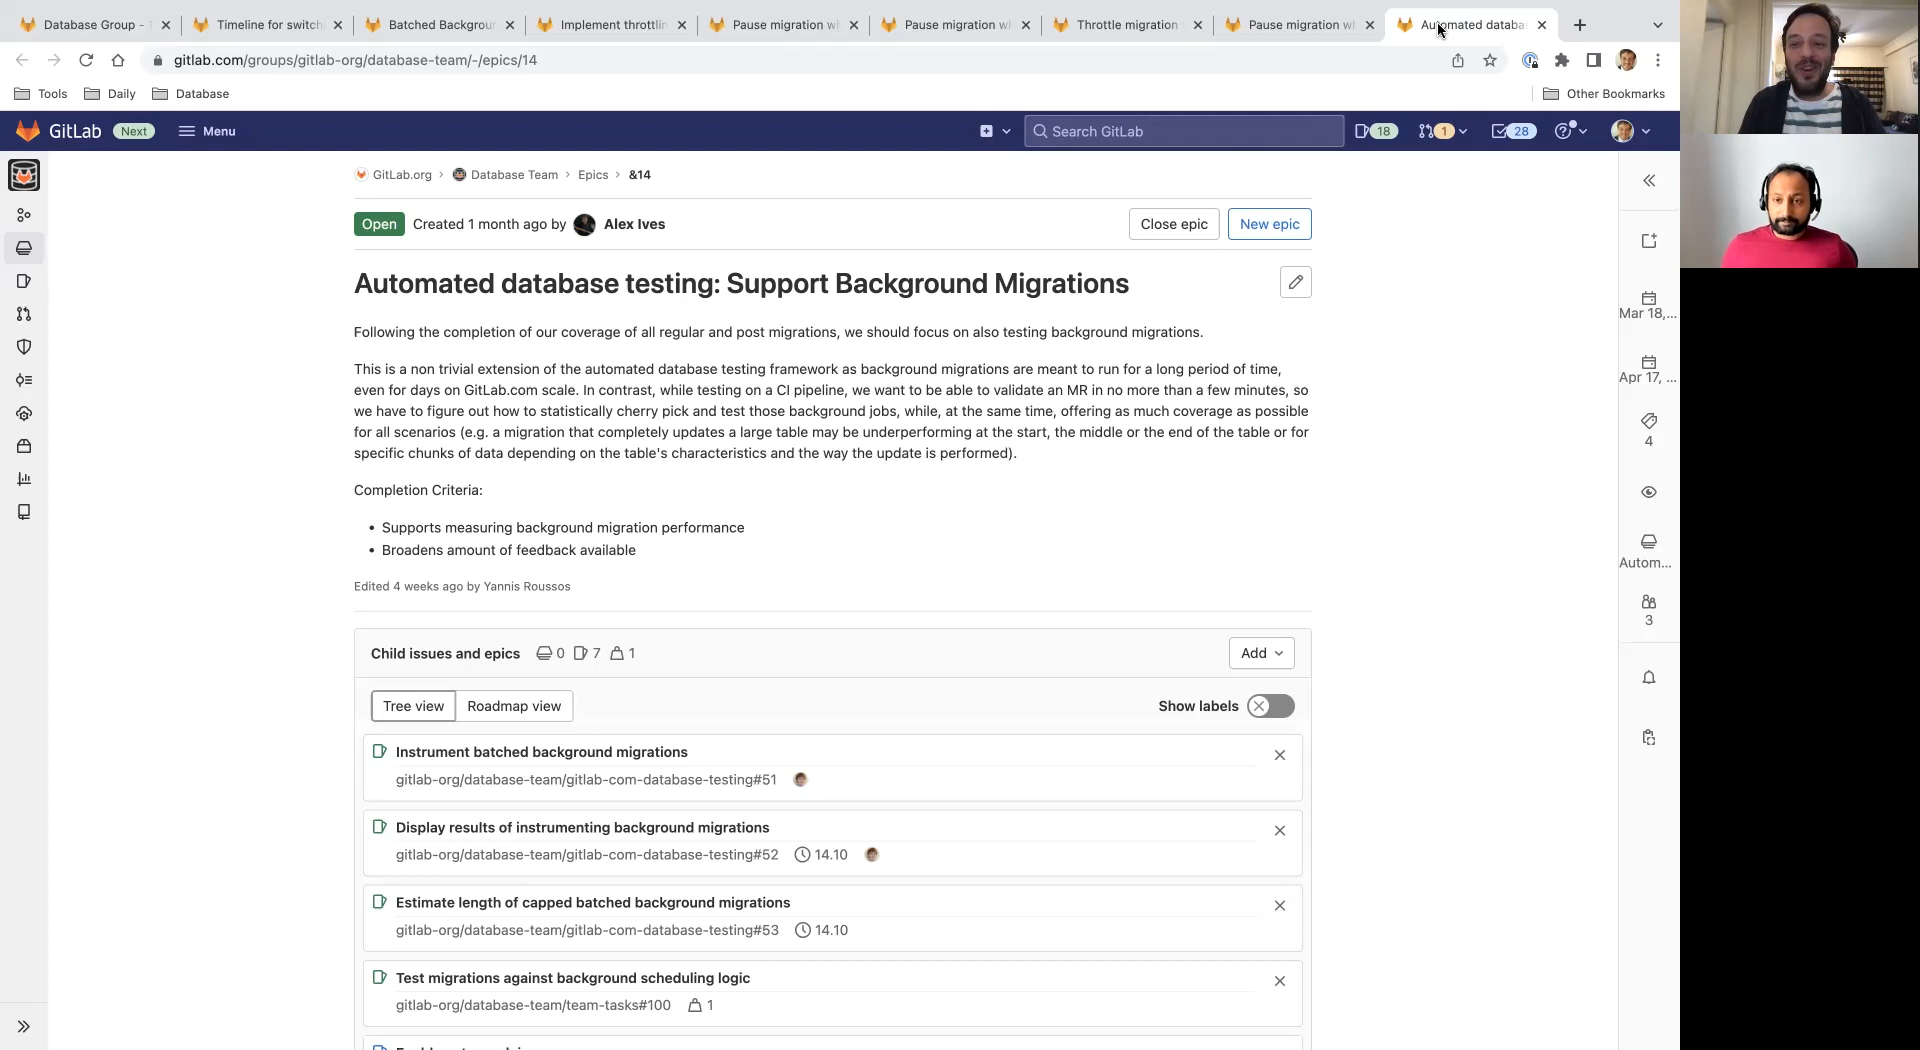 Database Group -
Timeline for switch
Batched Backgrou
Implement throttlin
Pause migration wh
Pause migration wh
Throttle migration
Pause migration wh
Automated databa
gitlab.com/groups/gitlab-org/database-team/-/epics/14
Tools
Daily
Database
Other Bookmarks
GitLab
Next
Menu
Search GitLab
18
1
28
GitLab.org › Database Team › Epics › &14
Open
Created 1 month ago by Alex Ives
Close epic
New epic
Automated database testing: Support Background Migrations
Following the completion of our coverage of all regular and post migrations, we should focus on also testing background migrations.
This is a non trivial extension of the automated database testing framework as background migrations are meant to run for a long period of time,
even for days on GitLab.com scale. In contrast, while testing on a CI pipeline, we want to be able to validate an MR in no more than a few minutes, so
we have to figure out how to statistically cherry pick and test those background jobs, while, at the same time, offering as much coverage as possible
for all scenarios (e.g. a migration that completely updates a large table may be underperforming at the start, the middle or the end of the table or for
specific chunks of data depending on the table's characteristics and the way the update is performed).
Completion Criteria:
• Supports measuring background migration performance
• Broadens amount of feedback available
Edited 4 weeks ago by Yannis Roussos
Child issues and epics 0 7 1
Add
Tree view
Roadmap view
Show labels
Instrument batched background migrations
gitlab-org/database-team/gitlab-com-database-testing#51
Display results of instrumenting background migrations
gitlab-org/database-team/gitlab-com-database-testing#52 14.10
Estimate length of capped batched background migrations
gitlab-org/database-team/gitlab-com-database-testing#53 14.10
Test migrations against background scheduling logic
gitlab-org/database-team/team-tasks#100 1
Mar 18,...
Apr 17, ...
4
Autom...
3